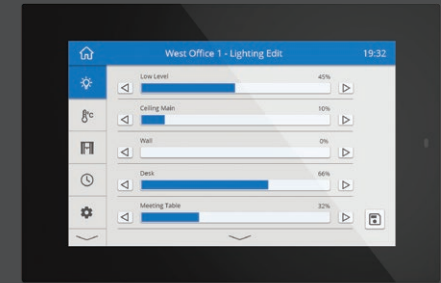 West Office 1 - Lighting Edit 19:32
Low Level 45%
Ceiling Main 10%
°C
Wall 0%
Desk 66%
Meeting Table 32%